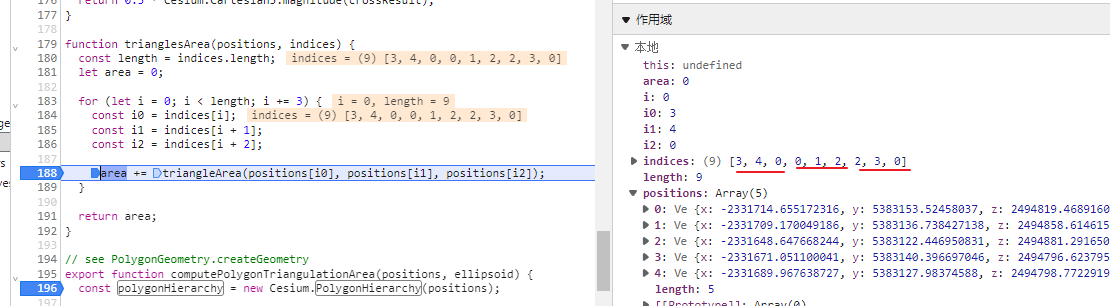 176 return 0.5 * Cesium.Cartesian3.magnitude(crossResult);
177 }
178
179 function trianglesArea(positions, indices) {
180 const length = indices.length; indices = (9) [3, 4, 0, 0, 1, 2, 2, 3, 0]
181 let area = 0;
182
183 for (let i = 0; i < length; i += 3) { i = 0, length = 9
184 const i0 = indices[i]; indices = (9) [3, 4, 0, 0, 1, 2, 2, 3, 0]
185 const i1 = indices[i + 1];
186 const i2 = indices[i + 2];
187
188 area += triangleArea(positions[i0], positions[i1], positions[i2]);
189 }
190
191 return area;
192 }
193
194 // see PolygonGeometry.createGeometry
195 export function computePolygonTriangulationArea(positions, ellipsoid) {
196 const polygonHierarchy = new Cesium.PolygonHierarchy(positions);
197
作用域
本地
this: undefined
area: 0
i: 0
i0: 3
i1: 4
i2: 0
indices: (9) [3, 4, 0, 0, 1, 2, 2, 3, 0]
length: 9
positions: Array(5)
0: Ve {x: -2331714.655172316, y: 5383153.52458037, z: 2494819.4689160
1: Ve {x: -2331709.170049186, y: 5383136.738427138, z: 2494858.614615
2: Ve {x: -2331648.647668244, y: 5383122.446950831, z: 2494881.291650
3: Ve {x: -2331671.051100041, y: 5383140.396697046, z: 2494796.623795
4: Ve {x: -2331689.967638727, y: 5383127.98374588, z: 2494798.7722919
length: 5
[[Prototype]]: Array(0)